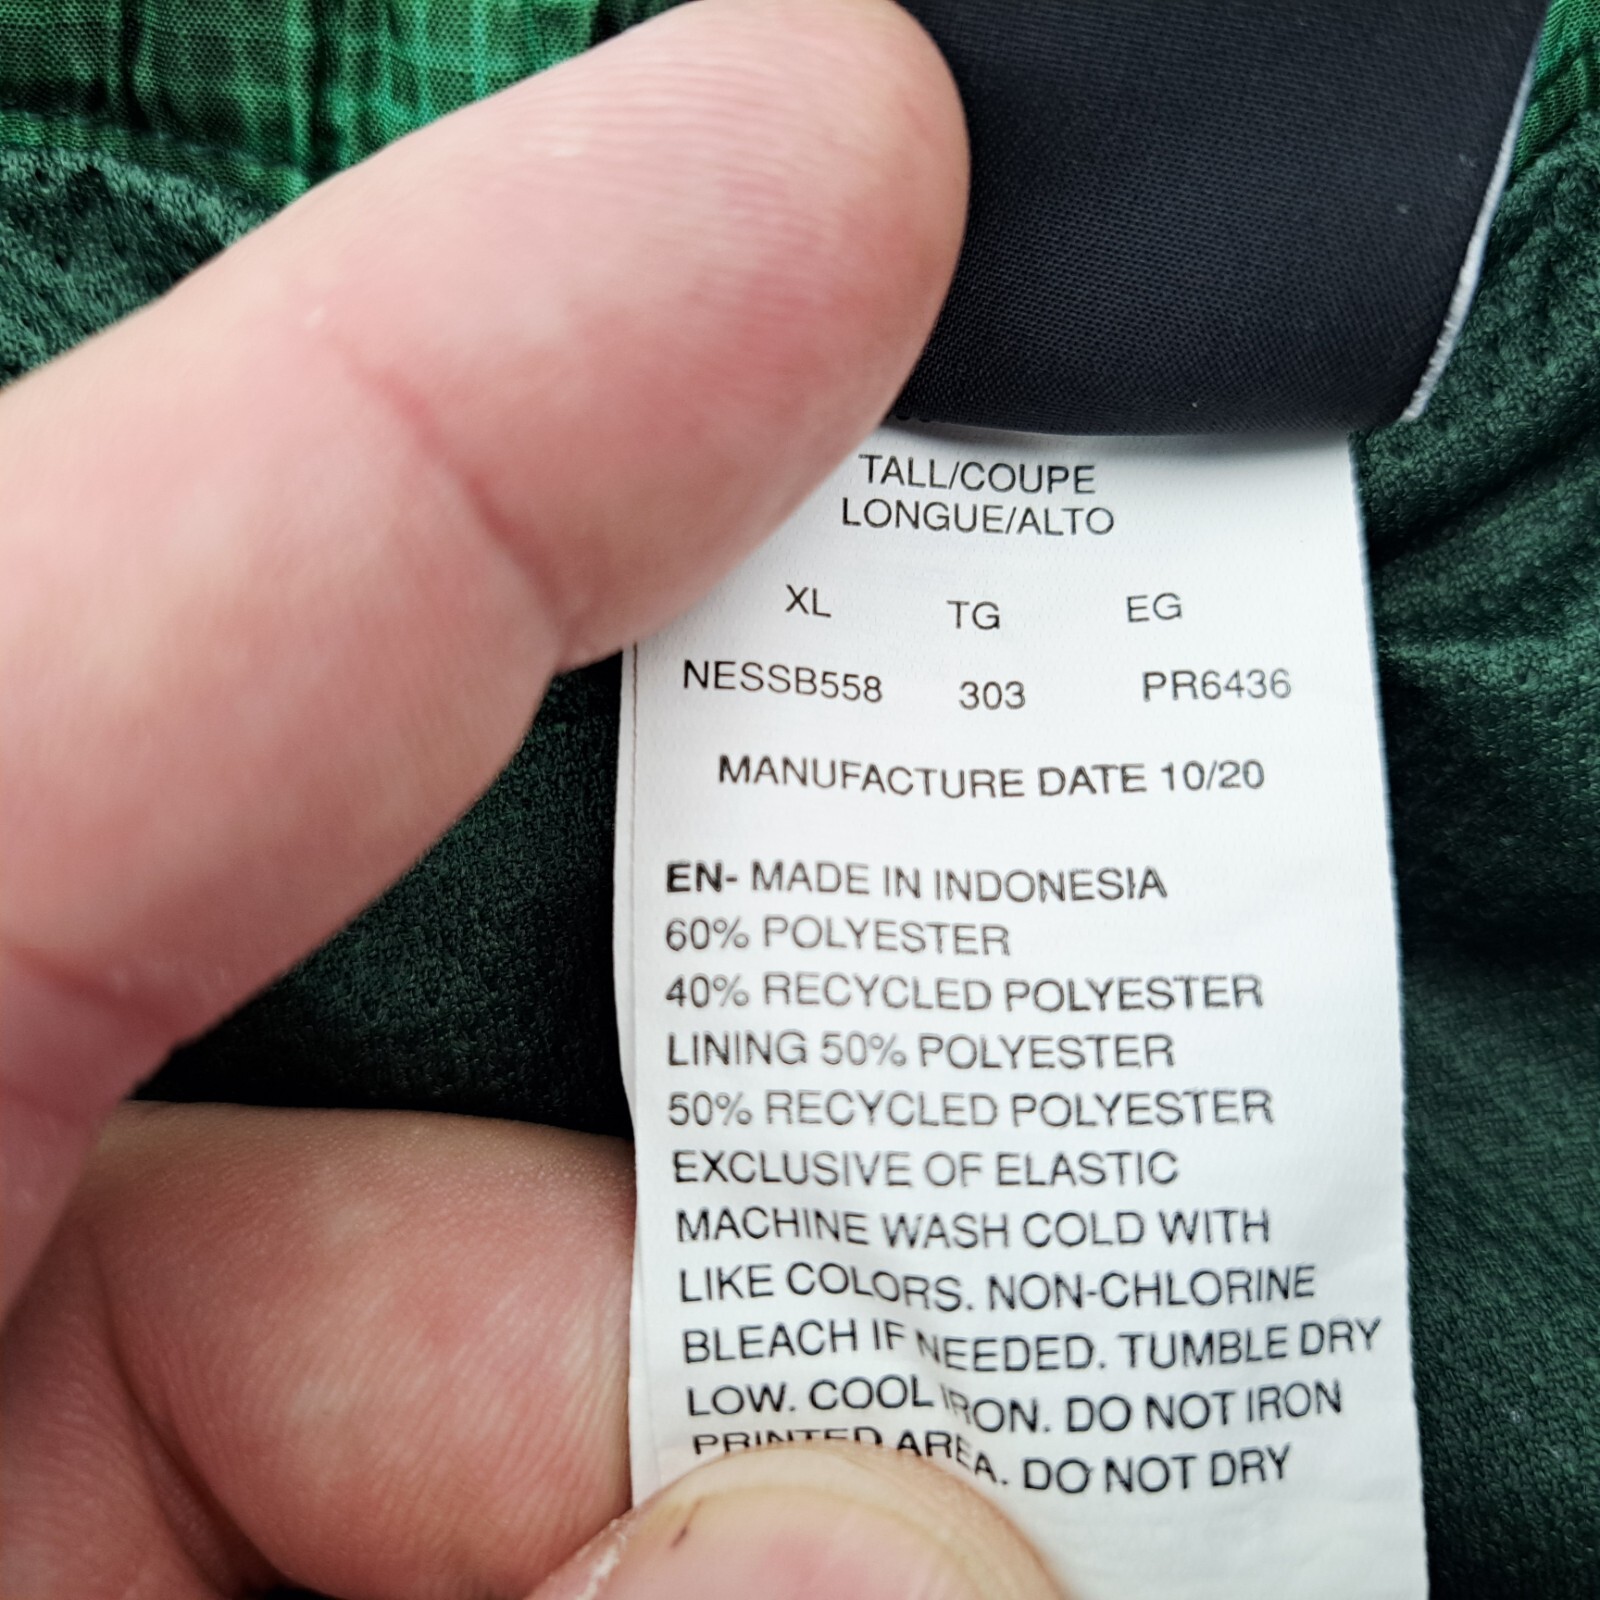 TALL/COUPE
LONGUE/ALTO
XL TG EG
NESSB558 303 PR6436
MANUFACTURE DATE 10/20
EN- MADE IN INDONESIA
60% POLYESTER
40% RECYCLED POLYESTER
LINING 50% POLYESTER
50% RECYCLED POLYESTER
EXCLUSIVE OF ELASTIC
MACHINE WASH COLD WITH
LIKE COLORS. NON-CHLORINE
BLEACH IF NEEDED. TUMBLE DRY
LOW. COOL IRON. DO NOT IRON
PRINTED AREA. DO NOT DRY